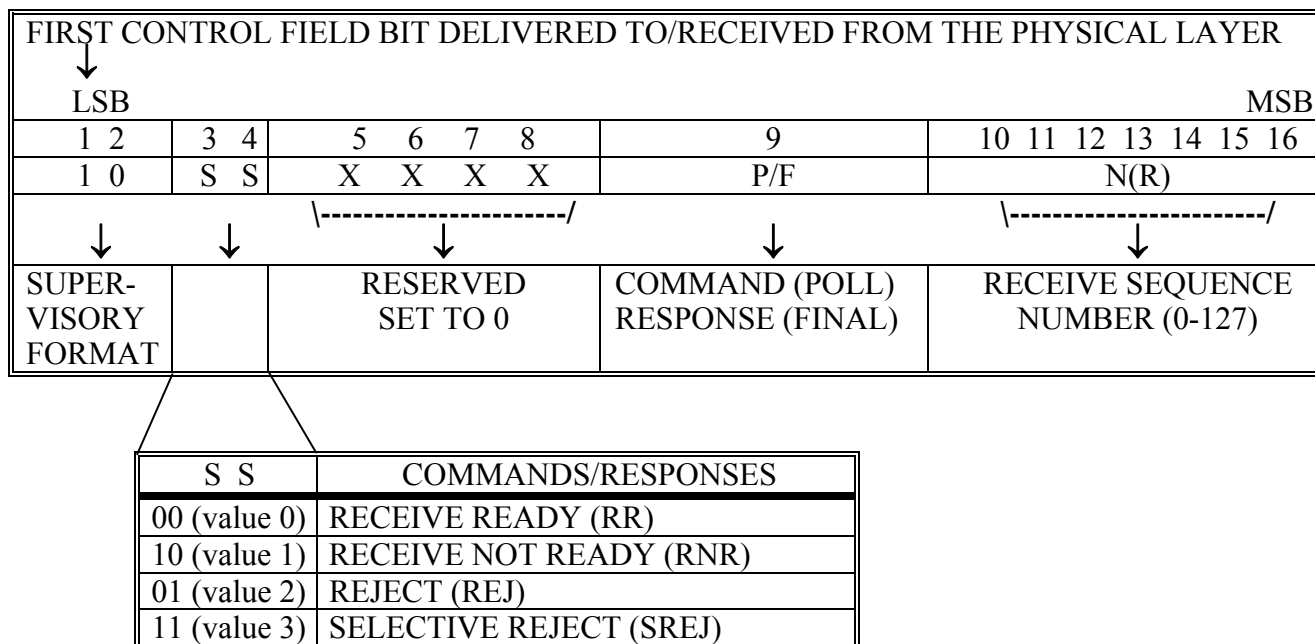 FIRST CONTROL FIELD BIT DELIVERED TO/RECEIVED FROM THE PHYSICAL LAYER
↓
LSB MSB
1 2 3 4 5 6 7 8 9 10 11 12 13 14 15 16
1 0 S S X X X X P/F N(R)
\-----------------------/ \-----------------------/
↓ ↓ ↓ ↓ ↓
SUPER- RESERVED COMMAND (POLL) RECEIVE SEQUENCE
VISORY SET TO 0 RESPONSE (FINAL) NUMBER (0-127)
FORMAT
S S COMMANDS/RESPONSES
00 (value 0) RECEIVE READY (RR)
10 (value 1) RECEIVE NOT READY (RNR)
01 (value 2) REJECT (REJ)
11 (value 3) SELECTIVE REJECT (SREJ)